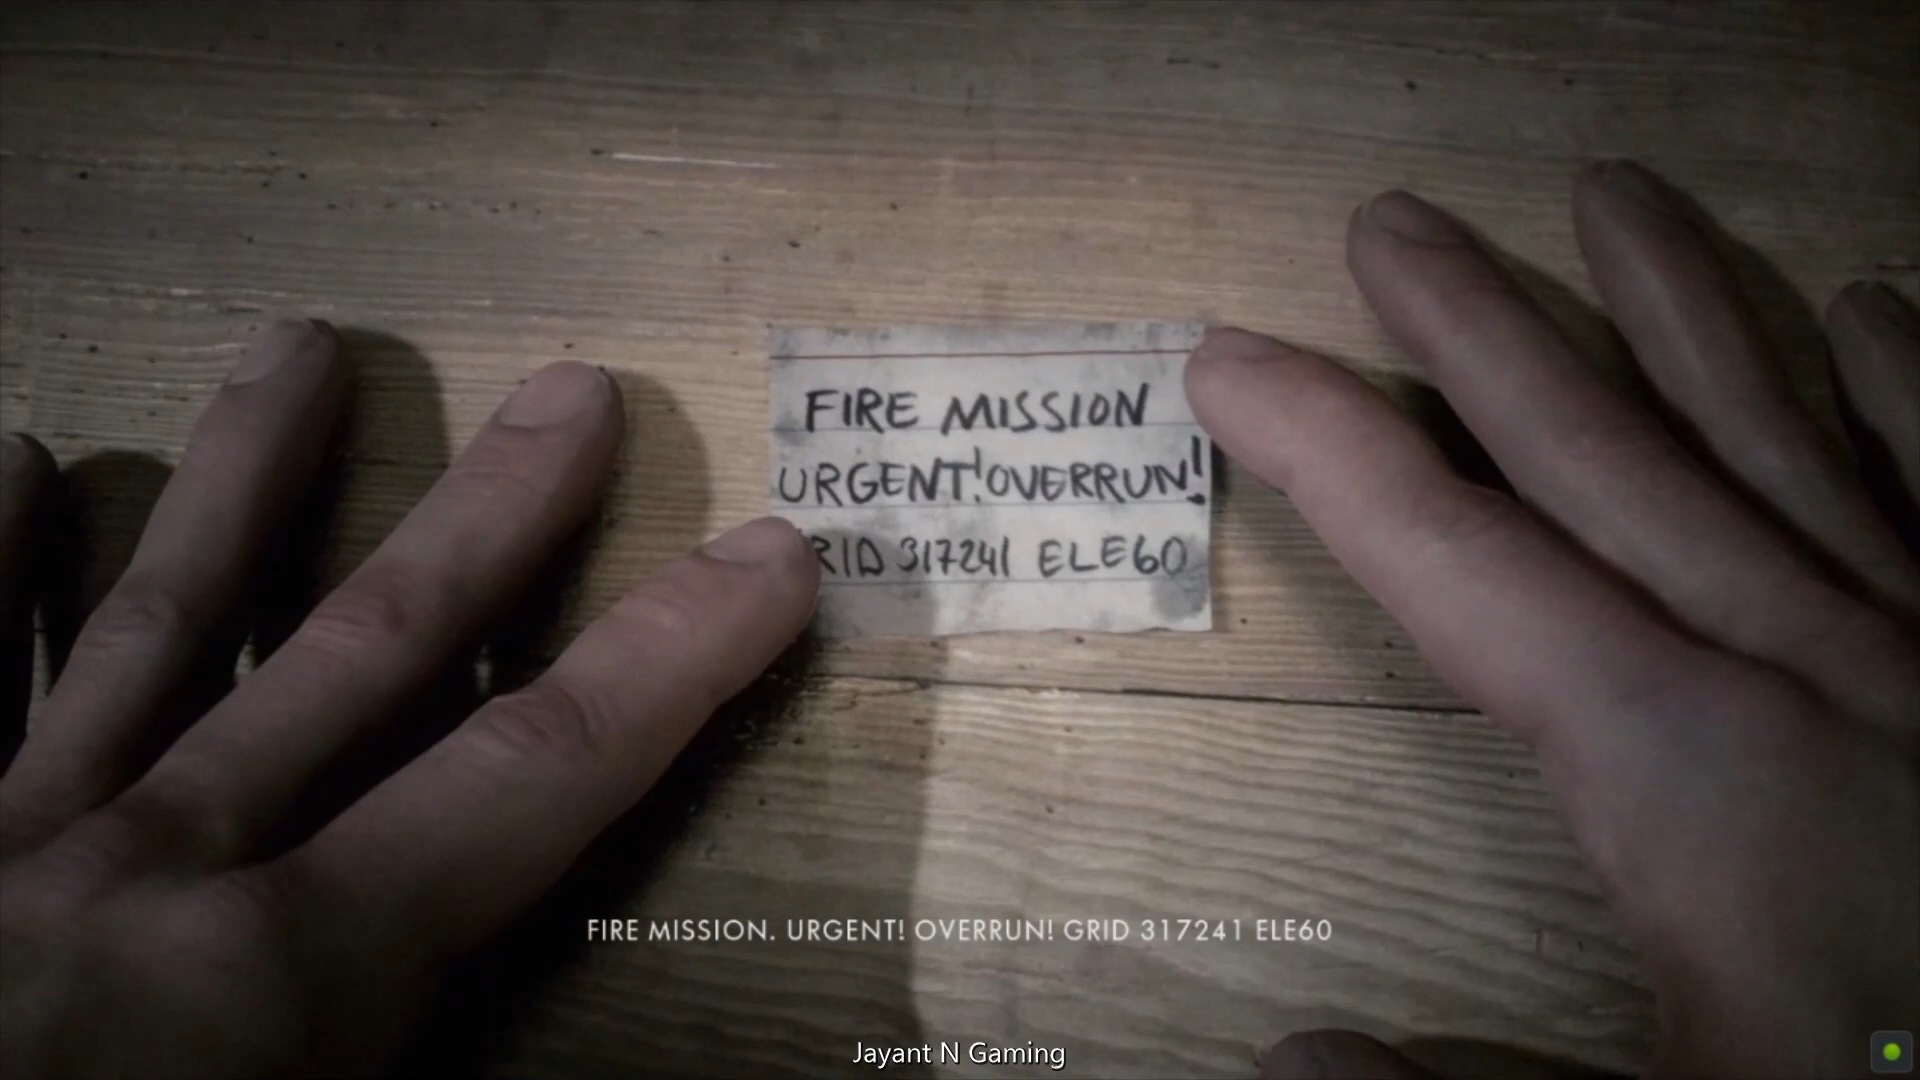 FIRE MISSION
URGENT! OVERRUN!
RID 317241 ELE60
FIRE MISSION. URGENT! OVERRUN! GRID 317241 ELE60
Jayant N Gaming